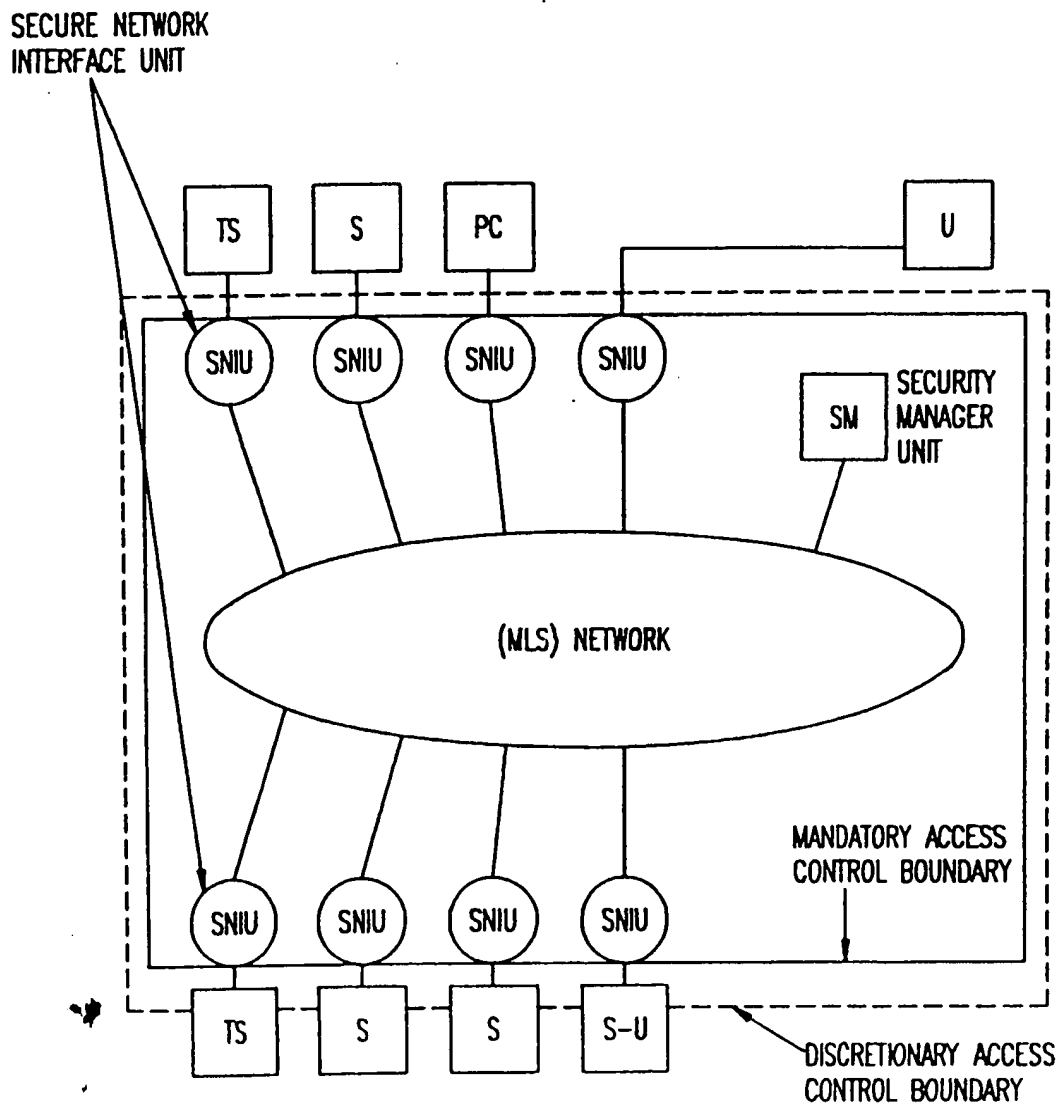 SECURE NETWORK
INTERFACE UNIT
TS
S
PC
U
SNIU
SNIU
SNIU
SNIU
SM
SECURITY
MANAGER
UNIT
(MLS) NETWORK
MANDATORY ACCESS
CONTROL BOUNDARY
SNIU
SNIU
SNIU
SNIU
TS
S
S
S-U
DISCRETIONARY ACCESS
CONTROL BOUNDARY